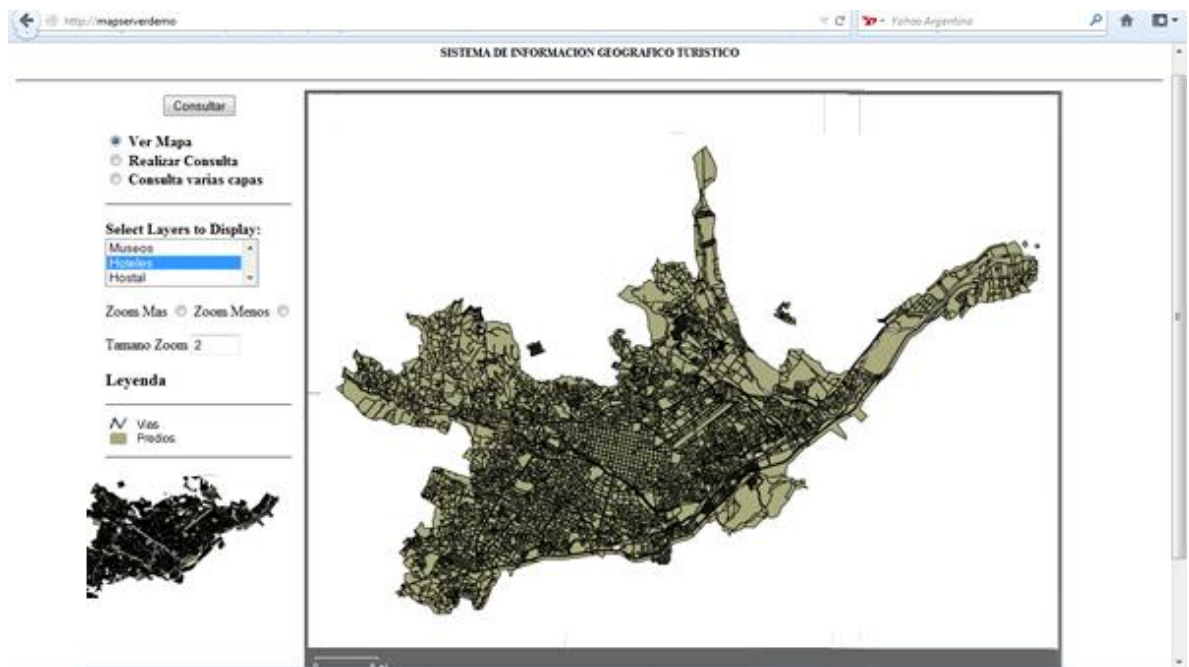 http://mapserverdemo
Yahoo Argentina
SISTEMA DE INFORMACION GEOGRAFICO TURISTICO
Consultar
Ver Mapa
Realizar Consulta
Consulta varias capas
Select Layers to Display:
Museos
Hoteles
Hostal
Zoom Mas Zoom Menos
Tamano Zoom 2
Leyenda
Vias
Predios